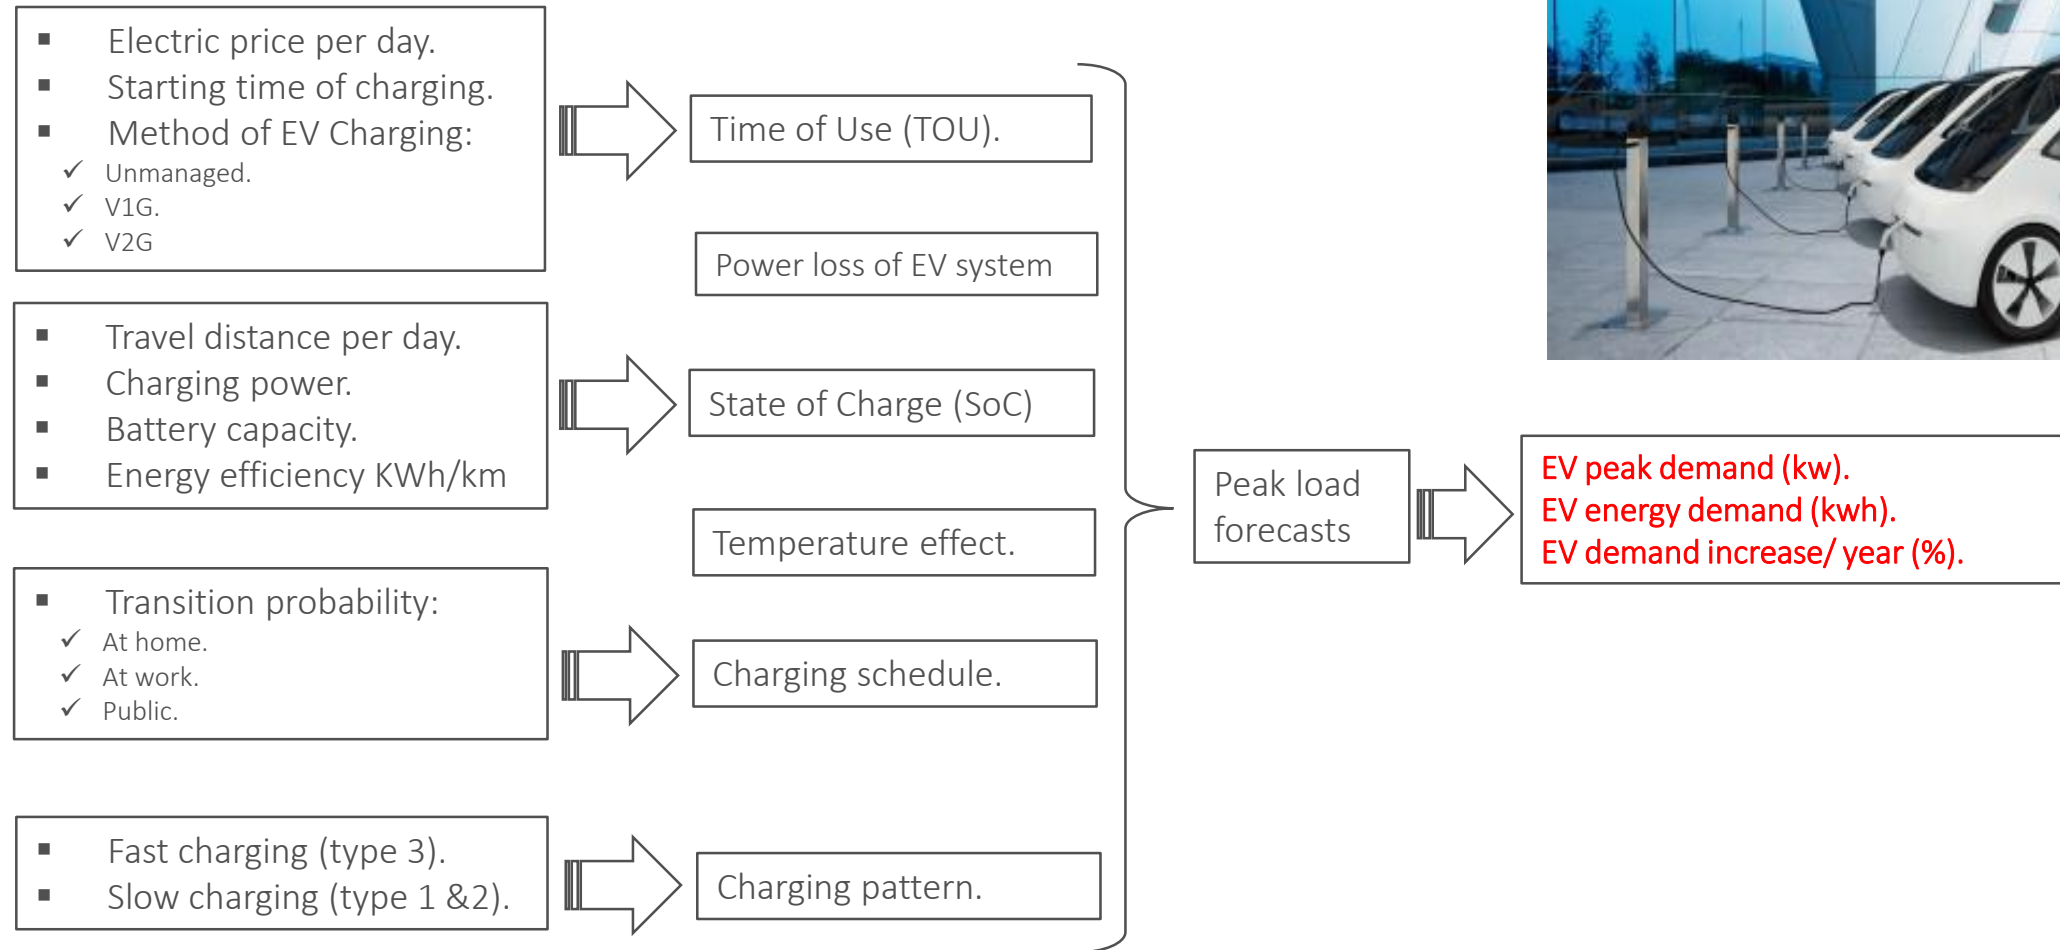 Electric price per day.
Starting time of charging.
Method of EV Charging:
Unmanaged.
V1G.
V2G
Time of Use (TOU).
Power loss of EV system
Travel distance per day.
Charging power.
Battery capacity.
Energy efficiency KWh/km
State of Charge (SoC)
Temperature effect.
Transition probability:
At home.
At work.
Public.
Charging schedule.
Fast charging (type 3).
Slow charging (type 1 &2).
Charging pattern.
Peak load
forecasts
EV peak demand (kw).
EV energy demand (kwh).
EV demand increase/ year (%).